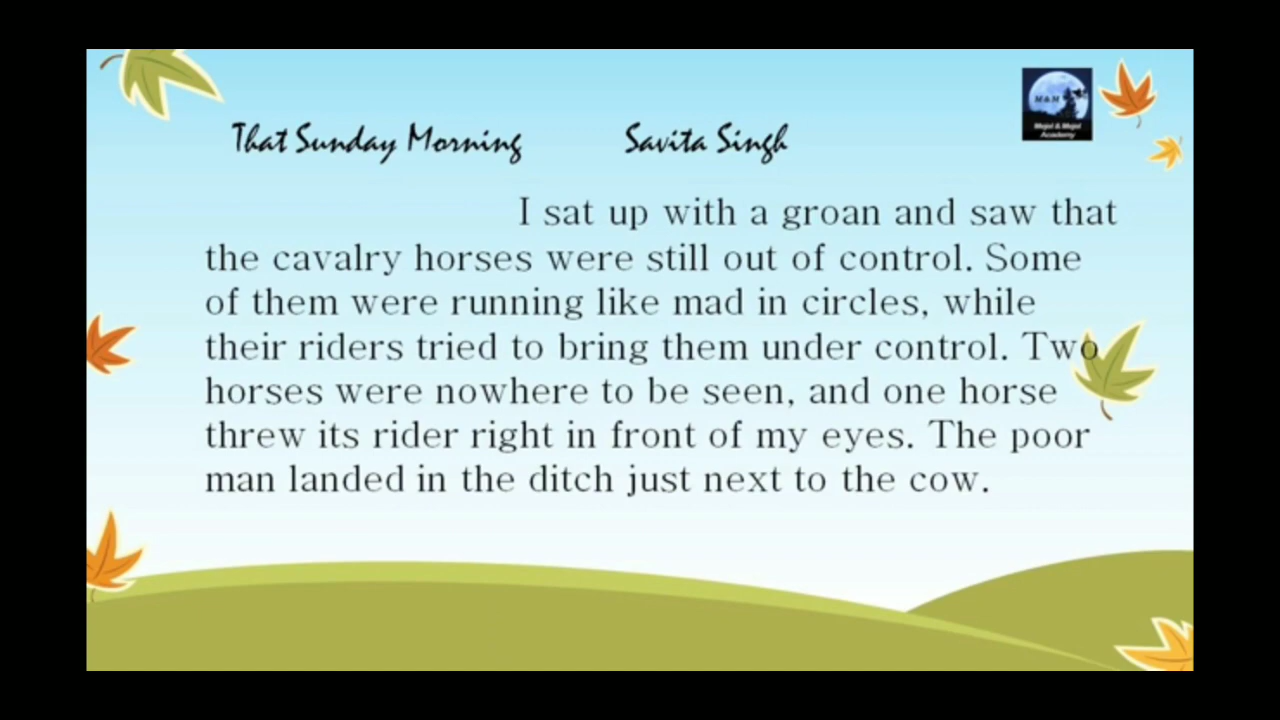 That Sunday Morning Savita Singh
M & M
Mejel & Mejel
Academy
I sat up with a groan and saw that
the cavalry horses were still out of control. Some
of them were running like mad in circles, while
their riders tried to bring them under control. Two
horses were nowhere to be seen, and one horse
threw its rider right in front of my eyes. The poor
man landed in the ditch just next to the cow.